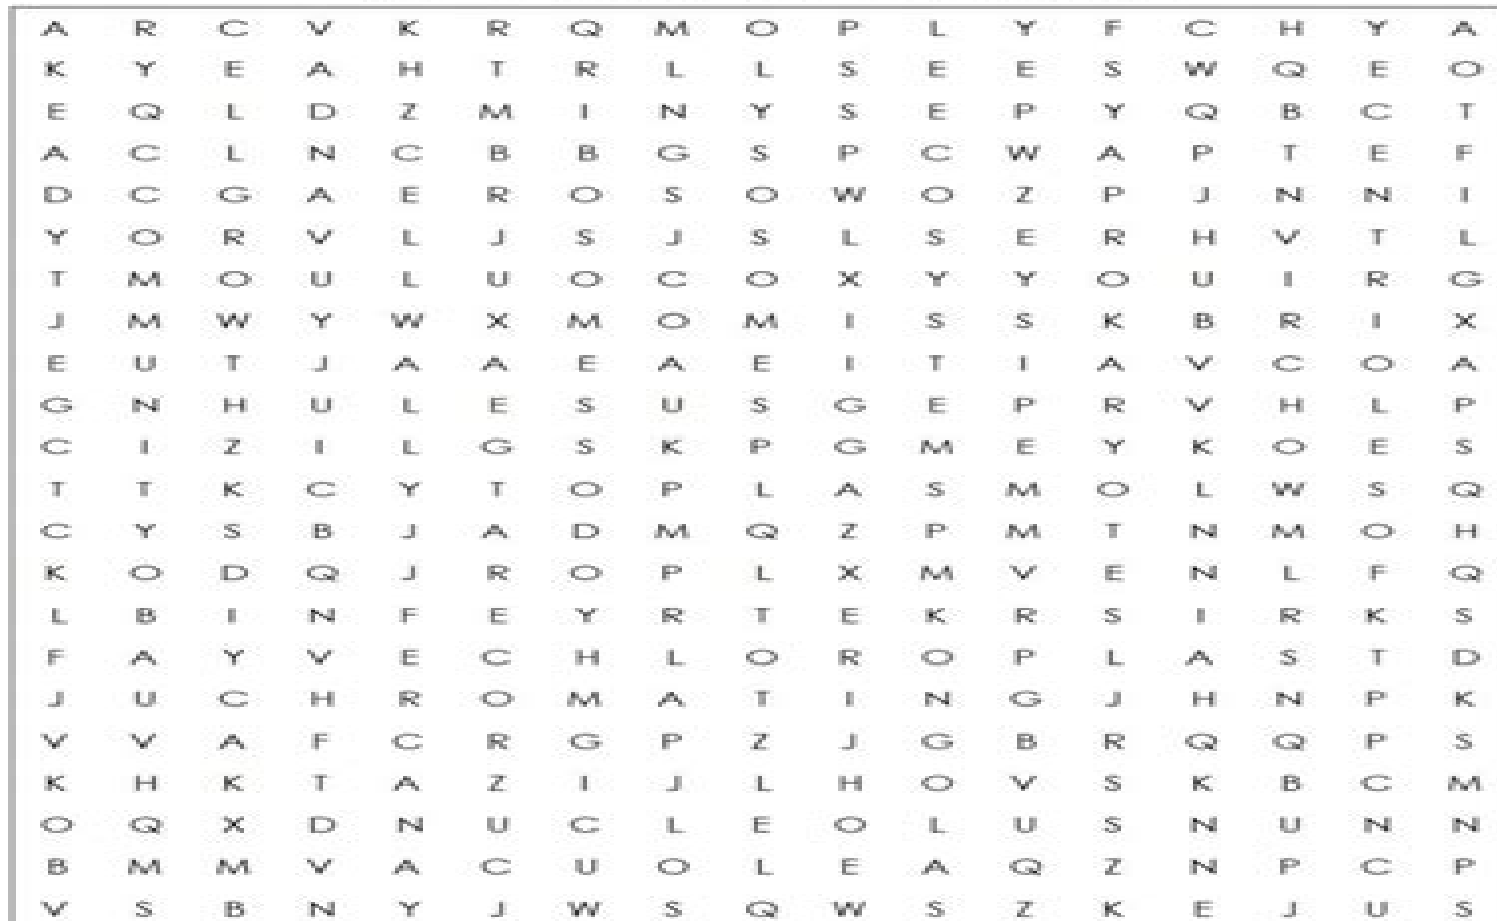 A R C V K R Q M O P L Y F C H Y A
K Y E A H T R L L S E E S W Q E O
E Q L D Z M I N Y S E P Y Q B C T
A C L N C B B G S P C W A P T E F
D C G A E R O S O W O Z P J N N I
Y O R V L J S J S L S E R H V T L
T M O U L U O C O X Y Y O U I R G
J M W Y W X M O M I S S K B R I X
E U T J A A E A E I T I A V C O A
G N H U L E S U S G E P R V H L P
C I Z I L G S K P G M E Y K O E S
T T K C Y T O P L A S M O L W S Q
C Y S B J A D M Q Z P M T N M O H
K O D Q J R O P L X M V E N L F Q
L B I N F E Y R T E K R S I R K S
F A Y V E C H L O R O P L A S T D
J U C H R O M A T I N G J H N P K
V V A F C R G P Z J G B R Q Q P S
K H K T A Z I J L H O V S K B C M
O Q X D N U C L E O L U S N U N N
B M M V A C U O L E A Q Z N P C P
V S B N Y J W S Q W S Z K E J U S